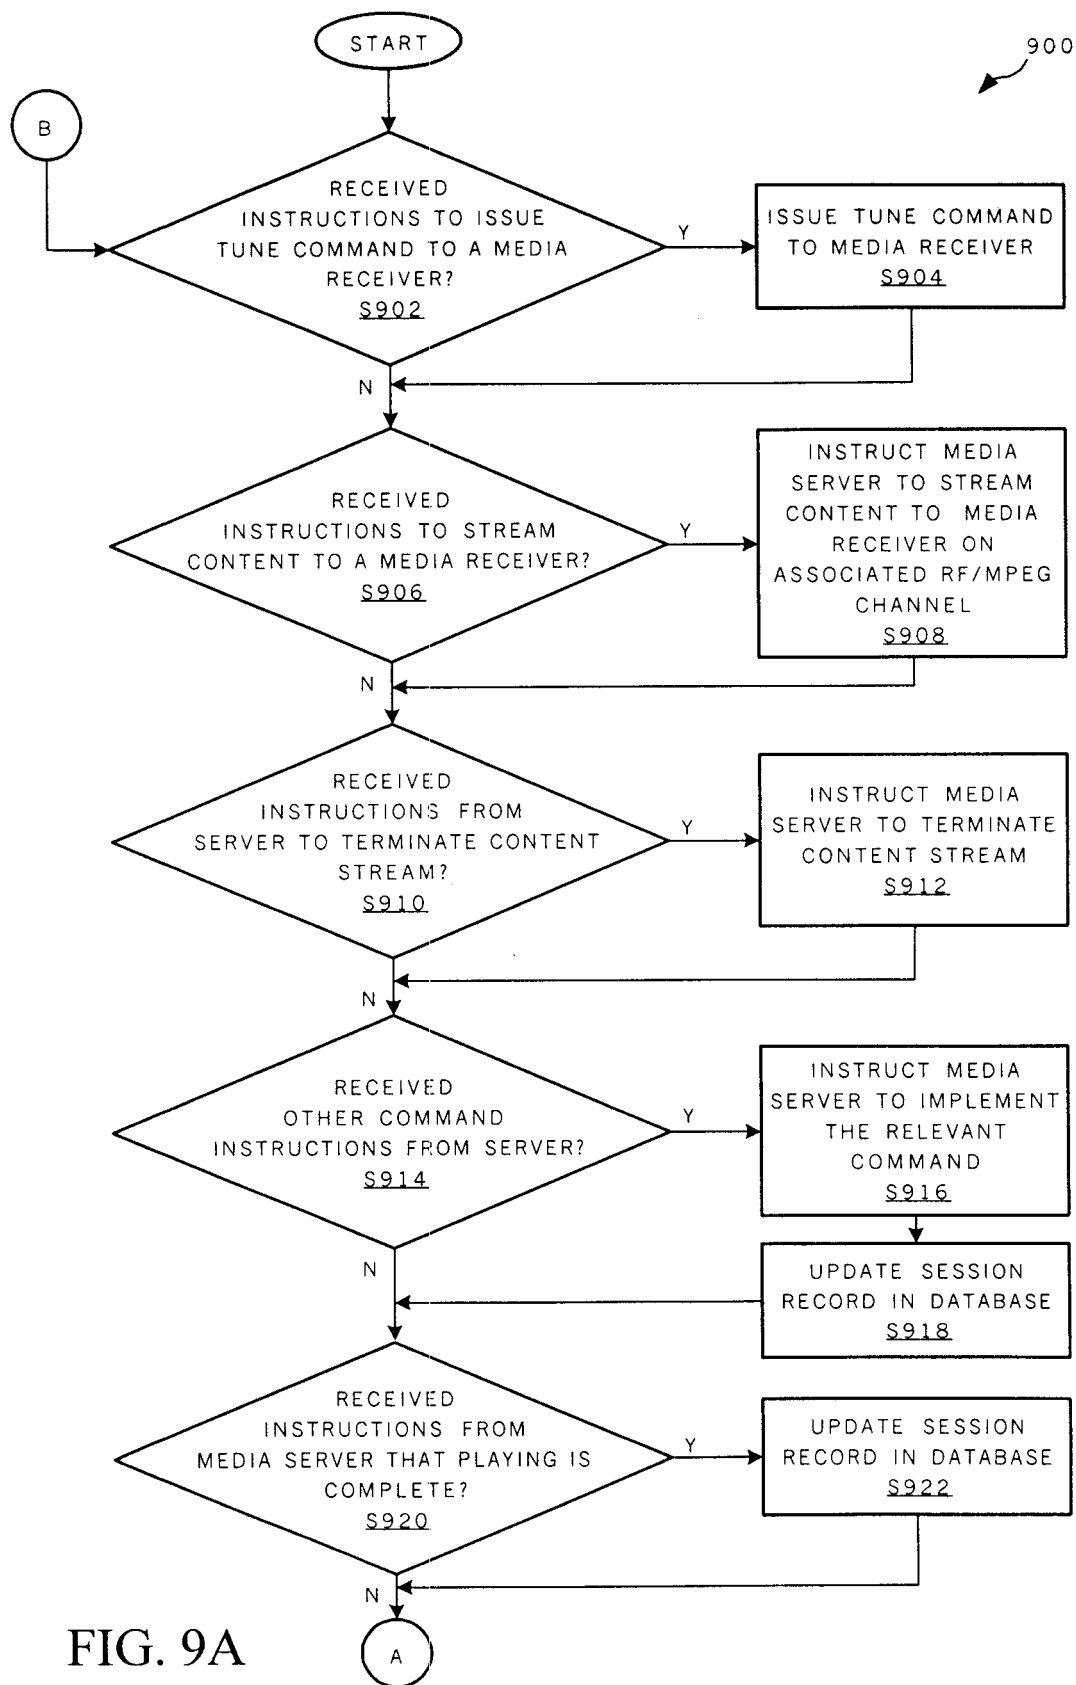 START
900
B
RECEIVED
INSTRUCTIONS TO ISSUE
TUNE COMMAND TO A MEDIA
RECEIVER?
S902
Y
ISSUE TUNE COMMAND
TO MEDIA RECEIVER
S904
N
RECEIVED
INSTRUCTIONS TO STREAM
CONTENT TO A MEDIA RECEIVER?
S906
Y
INSTRUCT MEDIA
SERVER TO STREAM
CONTENT TO MEDIA
RECEIVER ON
ASSOCIATED RF/MPEG
CHANNEL
S908
N
RECEIVED
INSTRUCTIONS FROM
SERVER TO TERMINATE CONTENT
STREAM?
S910
Y
INSTRUCT MEDIA
SERVER TO TERMINATE
CONTENT STREAM
S912
N
RECEIVED
OTHER COMMAND
INSTRUCTIONS FROM SERVER?
S914
Y
INSTRUCT MEDIA
SERVER TO IMPLEMENT
THE RELEVANT
COMMAND
S916
N
UPDATE SESSION
RECORD IN DATABASE
S918
RECEIVED
INSTRUCTIONS FROM
MEDIA SERVER THAT PLAYING IS
COMPLETE?
S920
Y
UPDATE SESSION
RECORD IN DATABASE
S922
N
A
FIG. 9A